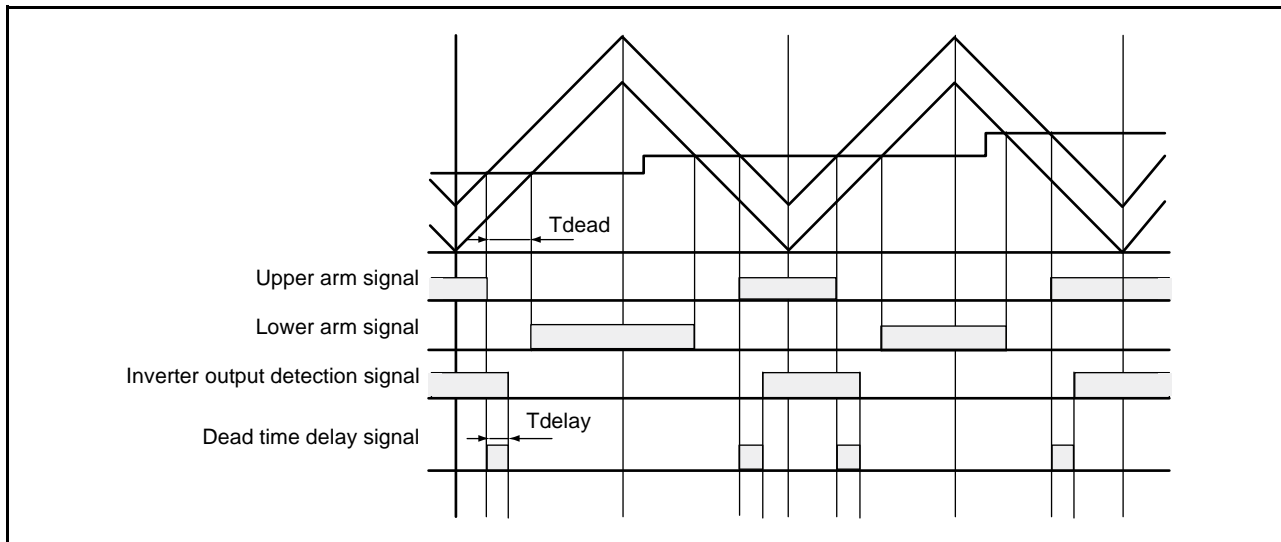 Tdead
Upper arm signal
Lower arm signal
Inverter output detection signal
Tdelay
Dead time delay signal